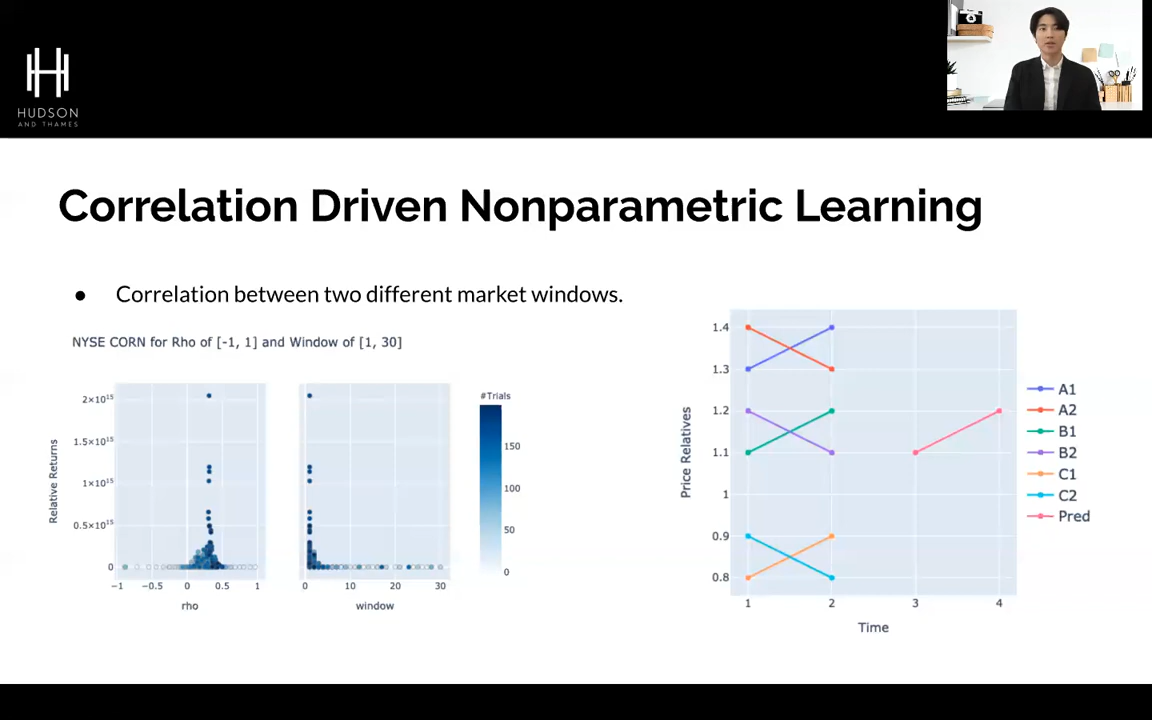 HUDSON
AND THAMES
Correlation Driven Nonparametric Learning
● Correlation between two different market windows.
NYSE CORN for Rho of [-1, 1] and Window of [1, 30]
Relative Returns
2×10¹⁵
1.5×10¹⁵
1×10¹⁵
0.5×10¹⁵
0
−1 −0.5 0 0.5 1
rho
0 10 20 30
window
#Trials
150
100
50
0
Price Relatives
1.4
1.3
1.2
1.1
1
0.9
0.8
1 2 3 4
Time
A1
A2
B1
B2
C1
C2
Pred